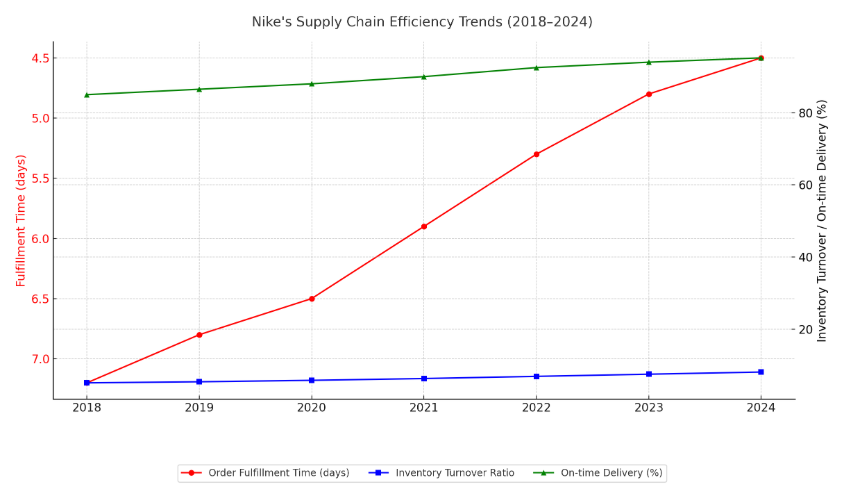 Nike's Supply Chain Efficiency Trends (2018–2024)
Fulfillment Time (days)
4.5
5.0
5.5
6.0
6.5
7.0
80
60
40
20
Inventory Turnover / On-time Delivery (%)
2018 2019 2020 2021 2022 2023 2024
Order Fulfillment Time (days) Inventory Turnover Ratio On-time Delivery (%)